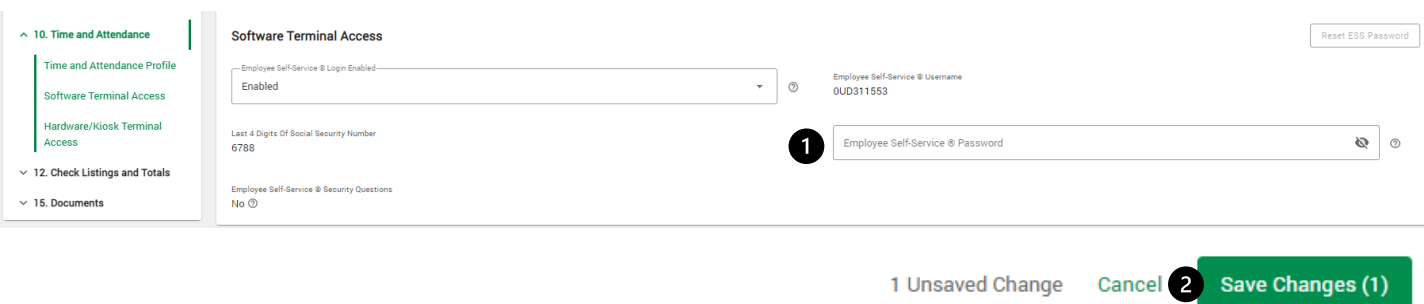 10. Time and Attendance
Time and Attendance Profile
Software Terminal Access
Hardware/Kiosk Terminal
Access
12. Check Listings and Totals
15. Documents
Software Terminal Access
Reset ESS Password
Employee Self-Service ® Login Enabled
Enabled
Employee Self-Service ® Username
0UD311553
Last 4 Digits Of Social Security Number
6788
1
Employee Self-Service ® Password
Employee Self-Service ® Security Questions
No
1 Unsaved Change
Cancel
2
Save Changes (1)